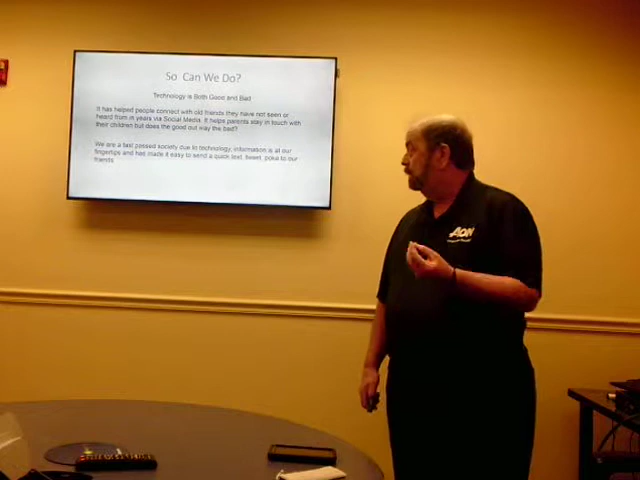 So Can We Do?
Technology is Both Good and Bad
It has helped people connect with old friends they have not seen or
heard from in years via Social Media. It helps parents stay in touch with
their children but does the good out way the bad?
We are a fast passed society due to technology, information is at our
fingertips and has made it easy to send a quick text, tweet, poke to our
friends
AON